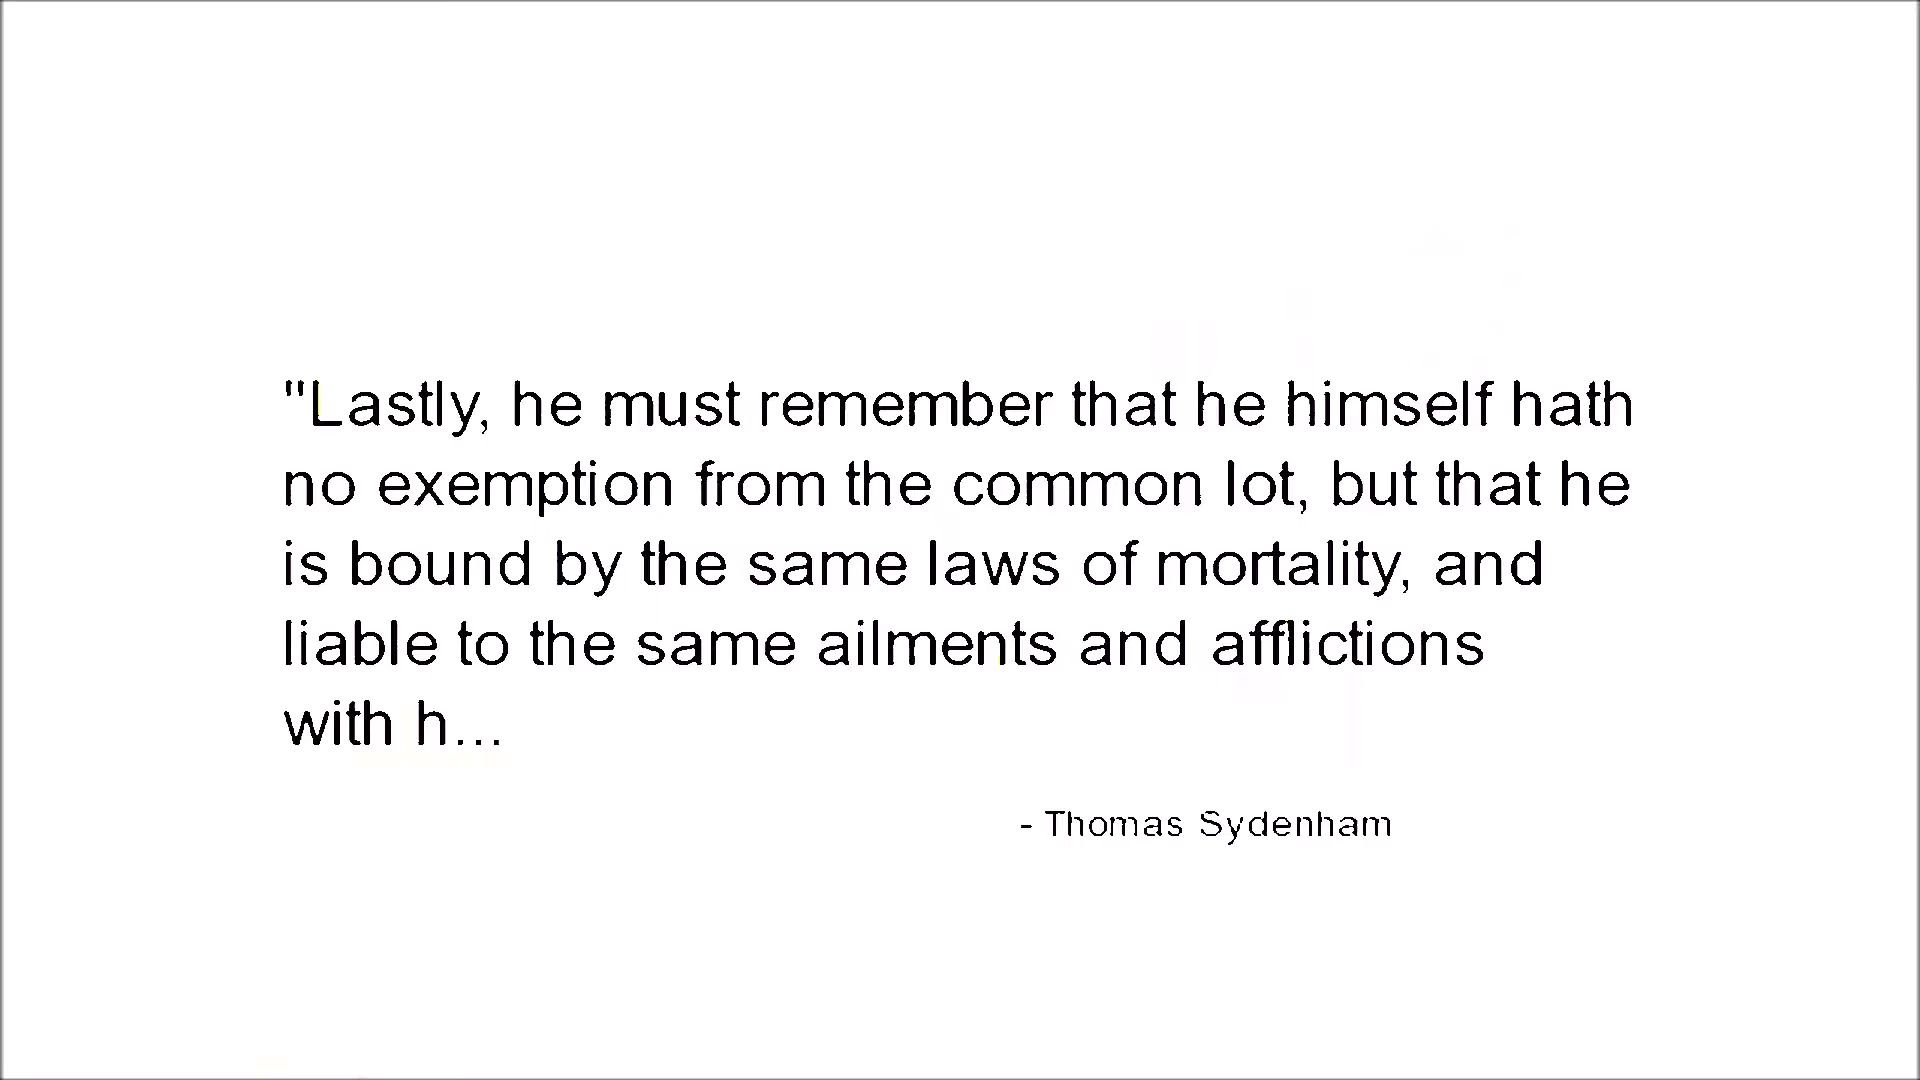 "Lastly, he must remember that he himself hath
no exemption from the common lot, but that he
is bound by the same laws of mortality, and
liable to the same ailments and afflictions
with h...
- Thomas Sydenham